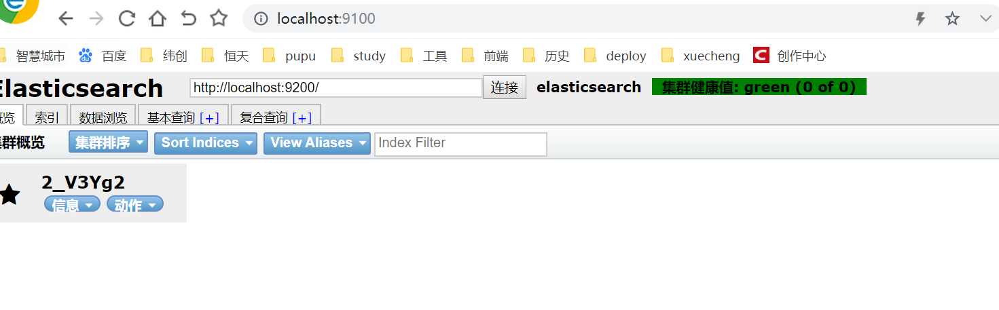 localhost:9100
智慧城市 百度 纬创 恒天 pupu study 工具 前端 历史 deploy xuecheng 创作中心
Elasticsearch http://localhost:9200/ 连接 elasticsearch 集群健康值: green (0 of 0)
概览 索引 数据浏览 基本查询 [+] 复合查询 [+]
集群概览 集群排序 Sort Indices View Aliases Index Filter
2_V3Yg2
信息 动作